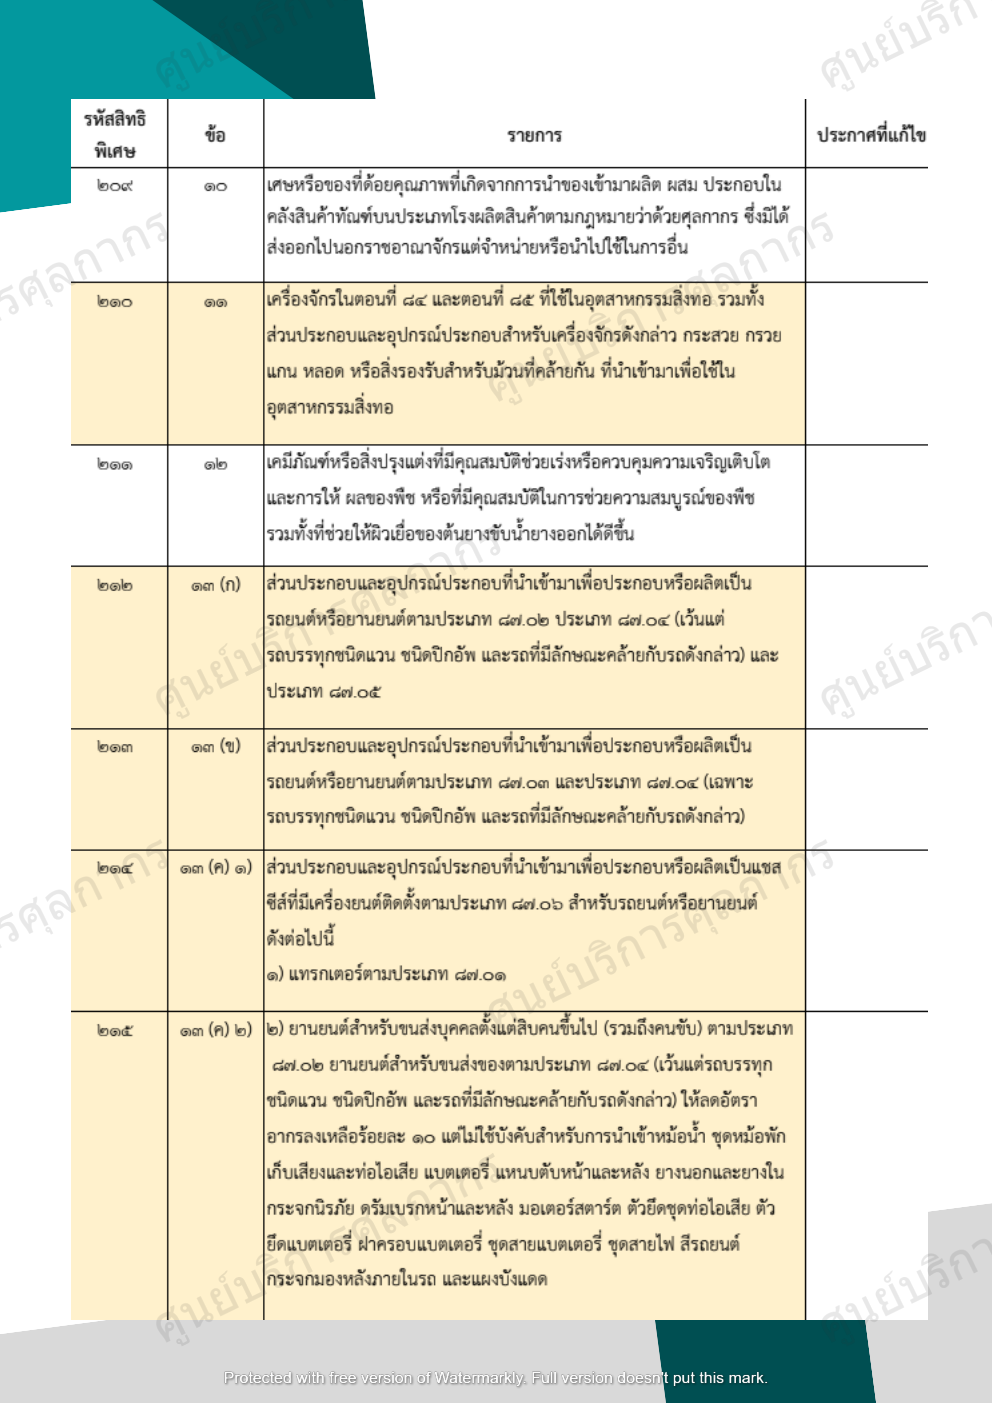 รหัสสิทธิ
พิเศษ
ข้อ
รายการ
ประกาศที่แก้ไข
๒๐๙ ๑๐ เศษหรือของที่ด้อยคุณภาพที่เกิดจากการนำของเข้ามาผลิต ผสม ประกอบใน
คลังสินค้าทัณฑ์บนประเภทโรงผลิตสินค้าตามกฎหมายว่าด้วยศุลกากร ซึ่งมิได้
ส่งออกไปนอกราชอาณาจักรแต่จำหน่ายหรือนำไปใช้ในการอื่น
๒๑๐ ๑๑ เครื่องจักรในตอนที่ ๘๔ และตอนที่ ๘๕ ที่ใช้ในอุตสาหกรรมสิ่งทอ รวมทั้ง
ส่วนประกอบและอุปกรณ์ประกอบสำหรับเครื่องจักรดังกล่าว กระสวย กรวย
แกน หลอด หรือสิ่งรองรับสำหรับม้วนที่คล้ายกัน ที่นำเข้ามาเพื่อใช้ใน
อุตสาหกรรมสิ่งทอ
๒๑๑ ๑๒ เคมีภัณฑ์หรือสิ่งปรุงแต่งที่มีคุณสมบัติช่วยเร่งหรือควบคุมความเจริญเติบโต
และการให้ ผลของพืช หรือที่มีคุณสมบัติในการช่วยความสมบูรณ์ของพืช
รวมทั้งที่ช่วยให้ผิวเยื่อของต้นยางขับน้ำยางออกได้ดีขึ้น
๒๑๒ ๑๓ (ก) ส่วนประกอบและอุปกรณ์ประกอบที่นำเข้ามาเพื่อประกอบหรือผลิตเป็น
รถยนต์หรือยานยนต์ตามประเภท ๘๗.๐๒ ประเภท ๘๗.๐๔ (เว้นแต่
รถบรรทุกชนิดแวน ชนิดปิกอัพ และรถที่มีลักษณะคล้ายกับรถดังกล่าว) และ
ประเภท ๘๗.๐๕
๒๑๓ ๑๓ (ข) ส่วนประกอบและอุปกรณ์ประกอบที่นำเข้ามาเพื่อประกอบหรือผลิตเป็น
รถยนต์หรือยานยนต์ตามประเภท ๘๗.๐๓ และประเภท ๘๗.๐๔ (เฉพาะ
รถบรรทุกชนิดแวน ชนิดปิกอัพ และรถที่มีลักษณะคล้ายกับรถดังกล่าว)
๒๑๔ ๑๓ (ค) ๑) ส่วนประกอบและอุปกรณ์ประกอบที่นำเข้ามาเพื่อประกอบหรือผลิตเป็นแชส
ซีส์ที่มีเครื่องยนต์ติดตั้งตามประเภท ๘๗.๐๖ สำหรับรถยนต์หรือยานยนต์
ดังต่อไปนี้
๑) แทรกเตอร์ตามประเภท ๘๗.๐๑
๒๑๕ ๑๓ (ค) ๒) ๒) ยานยนต์สำหรับขนส่งบุคคลตั้งแต่สิบคนขึ้นไป (รวมถึงคนขับ) ตามประเภท
๘๗.๐๒ ยานยนต์สำหรับขนส่งของตามประเภท ๘๗.๐๔ (เว้นแต่รถบรรทุก
ชนิดแวน ชนิดปิกอัพ และรถที่มีลักษณะคล้ายกับรถดังกล่าว) ให้ลดอัตรา
อากรลงเหลือร้อยละ ๑๐ แต่ไม่ใช้บังคับสำหรับการนำเข้าหม้อน้ำ ชุดหม้อพัก
เก็บเสียงและท่อไอเสีย แบตเตอรี่ แหนบตับหน้าและหลัง ยางนอกและยางใน
กระจกนิรภัย ดรัมเบรกหน้าและหลัง มอเตอร์สตาร์ต ตัวยึดชุดท่อไอเสีย ตัว
ยึดแบตเตอรี่ ฝาครอบแบตเตอรี่ ชุดสายแบตเตอรี่ ชุดสายไฟ สีรถยนต์
กระจกมองหลังภายในรถ และแผงบังแดด
ศูนย์บริการศุลกากร
Protected with free version of Watermarkly. Full version doesn't put this mark.